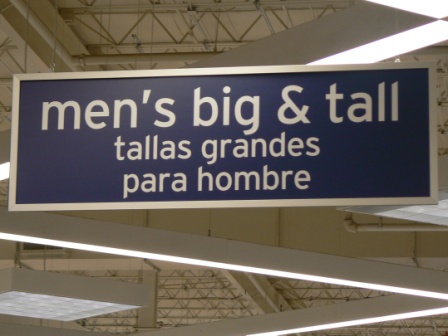 men's big & tall
tallas grandes
para hombre